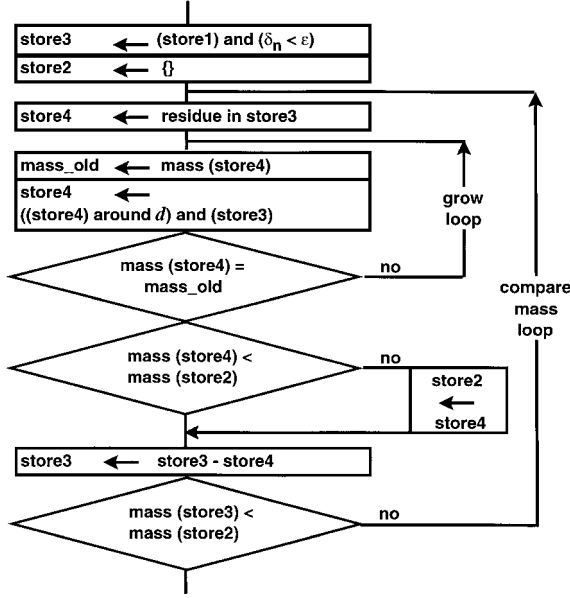 store3 ← (store1) and (δn < ε)
store2 ← {}
store4 ← residue in store3
mass_old ← mass (store4)
store4 ←
((store4) around d) and (store3)
grow
loop
mass (store4) =
mass_old
no
compare
mass
loop
mass (store4) <
mass (store2)
no
store2
←
store4
store3 ← store3 - store4
mass (store3) <
mass (store2)
no